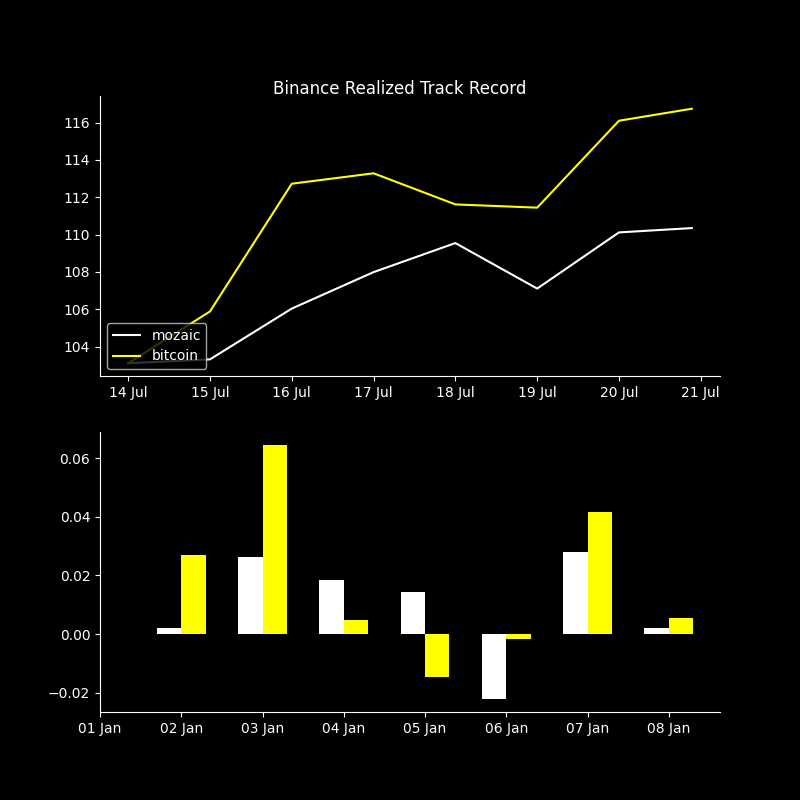 Binance Realized Track Record
116
114
112
110
108
106
104
mozaic
bitcoin
14 Jul 15 Jul 16 Jul 17 Jul 18 Jul 19 Jul 20 Jul 21 Jul
0.06
0.04
0.02
0.00
−0.02
01 Jan 02 Jan 03 Jan 04 Jan 05 Jan 06 Jan 07 Jan 08 Jan